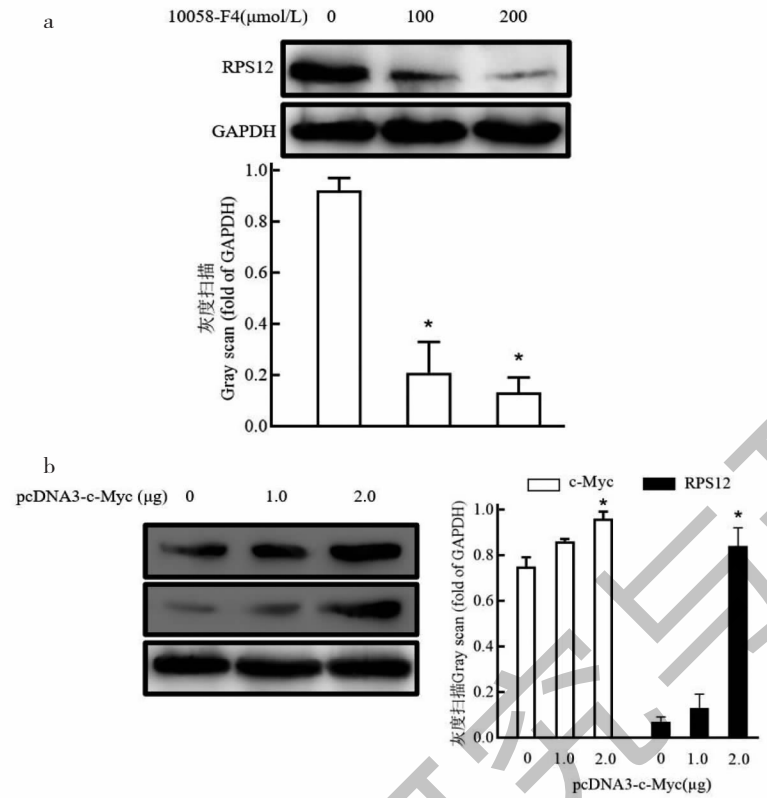 a
10058-F4(μmol/L) 0 100 200
RPS12
GAPDH
1.0
0.8
0.6
0.4
0.2
0.0
灰度扫描
Gray scan (fold of GAPDH)
*
*
b
pcDNA3-c-Myc (μg) 0 1.0 2.0
c-Myc RPS12
1.0
0.8
0.6
0.4
0.2
0.0
灰度扫描Gray scan (fold of GAPDH)
*
*
0 1.0 2.0 0 1.0 2.0
pcDNA3-c-Myc(μg)
究与